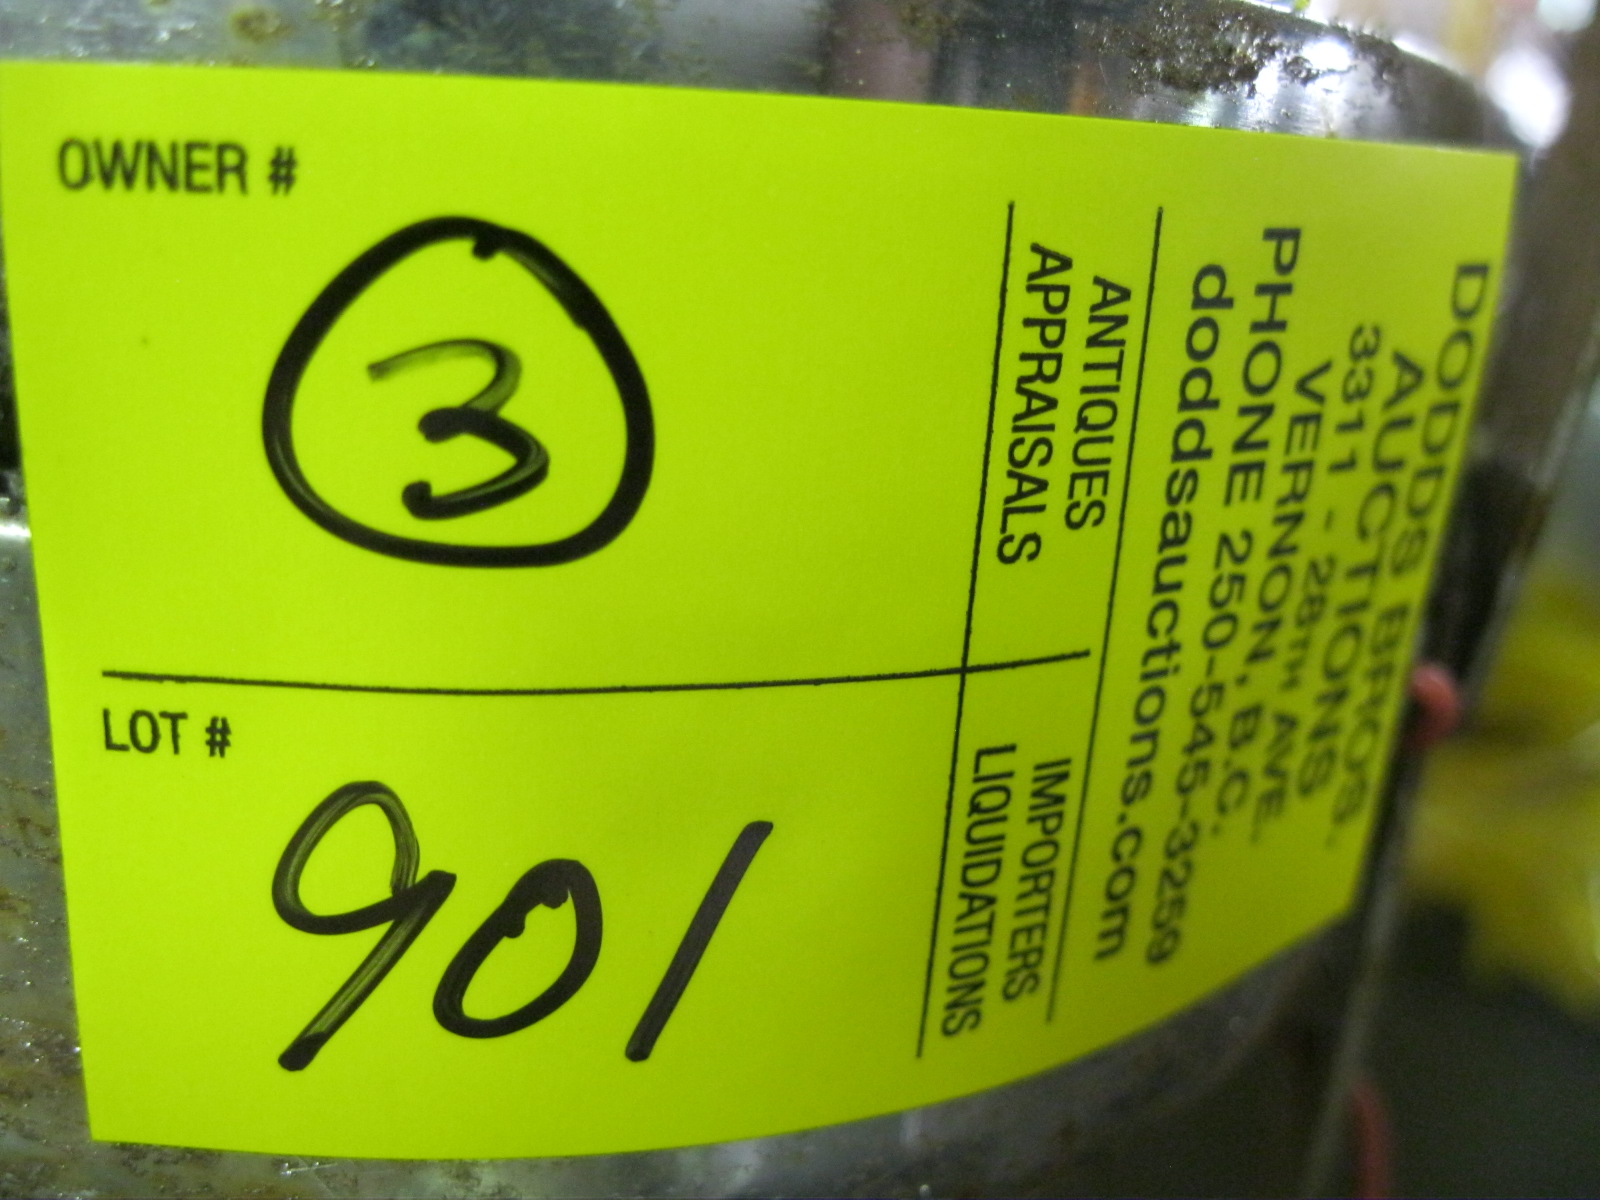 OWNER #
3
LOT #
901
DODDS BROS.
AUCTIONS
3311 - 28TH AVE.
VERNON, B.C.
PHONE 250-545-3259
doddsauctions.com
ANTIQUES
APPRAISALS
IMPORTERS
LIQUIDATIONS